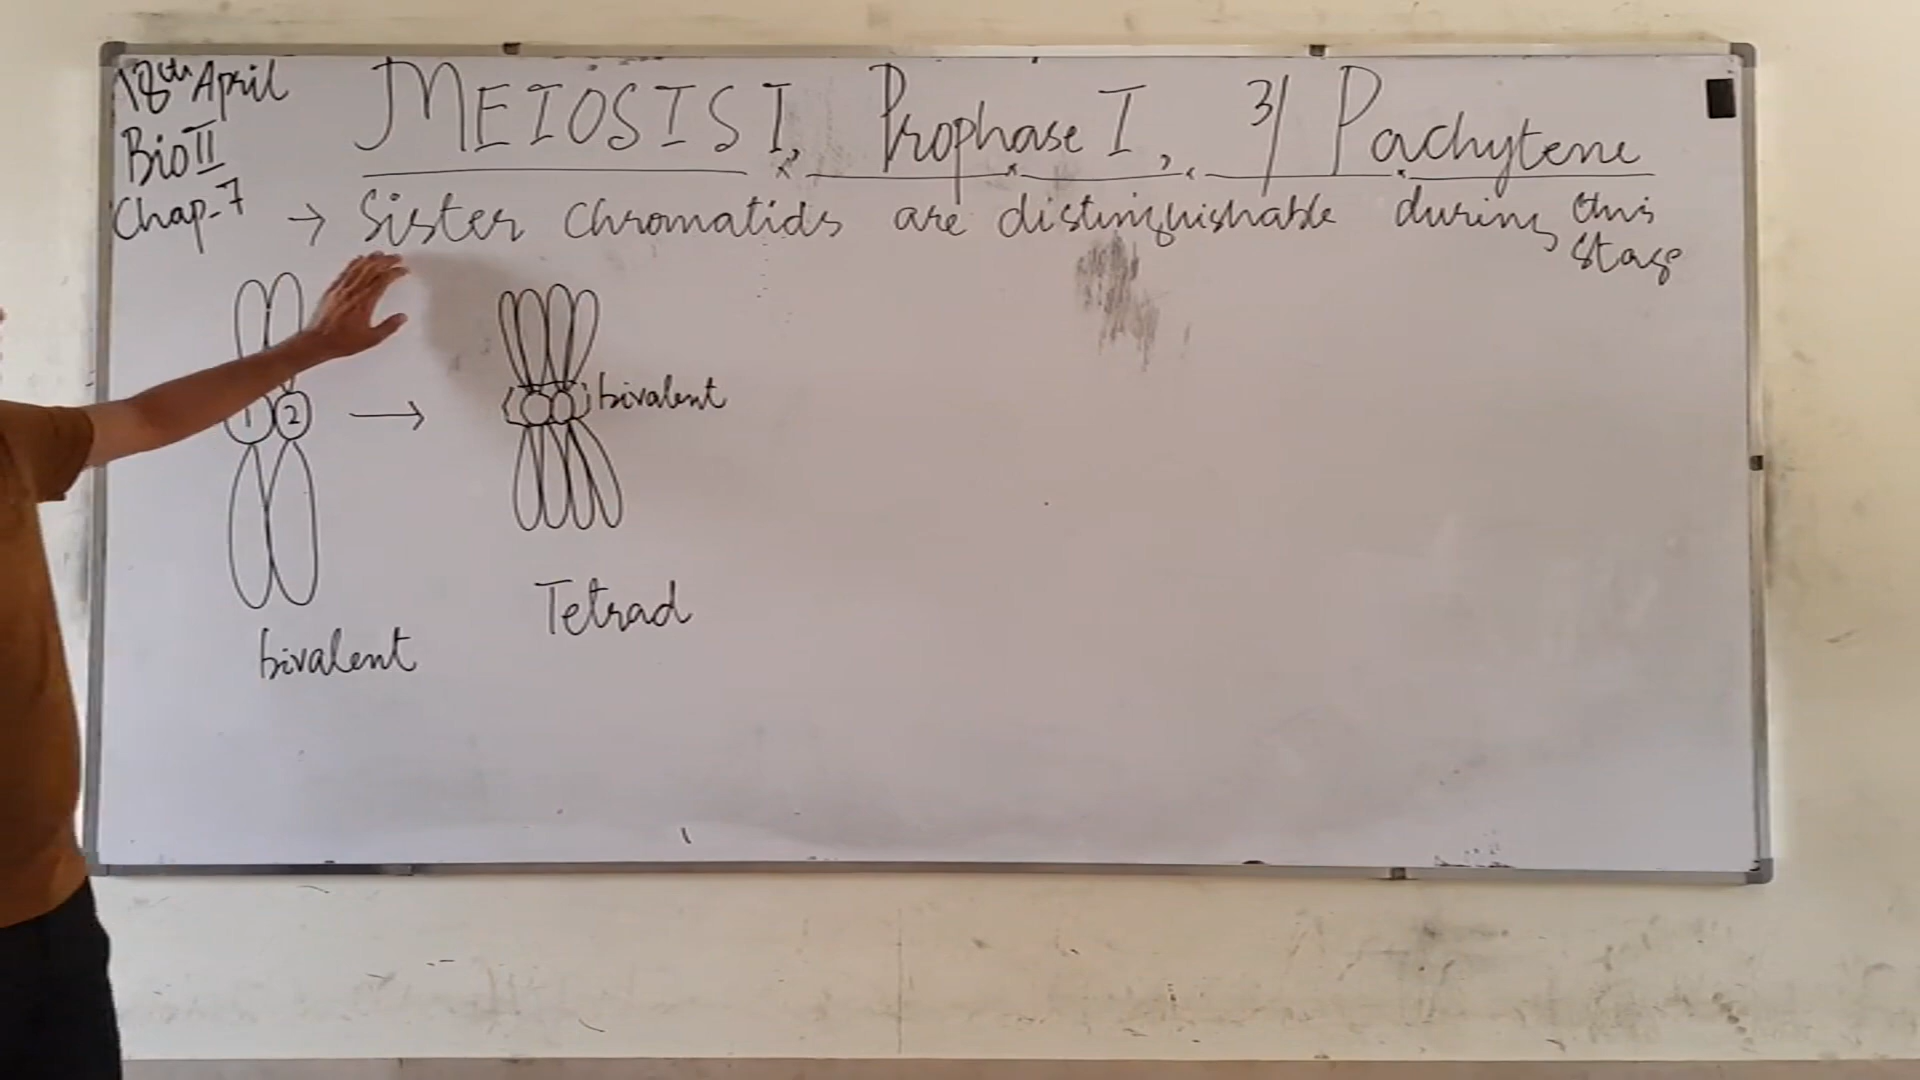 18th April
Bio II
Chap-7
MEIOSIS I, Prophase I, 3/ Pachytene
→ Sister chromatids are distinguishable during this
stage
1 2 →
bivalent
bivalent
Tetrad